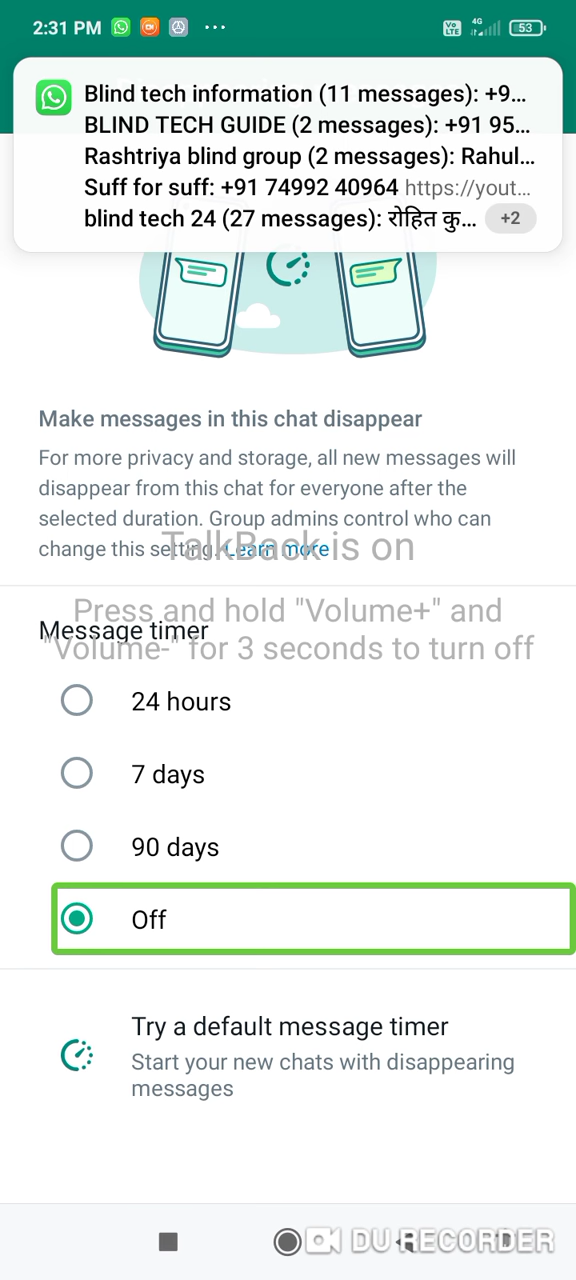 2:31 PM
4G
Vo
LTE
53
Blind tech information (11 messages): +9...
BLIND TECH GUIDE (2 messages): +91 95...
Rashtriya blind group (2 messages): Rahul...
Suff for suff: +91 74992 40964 https://yout...
blind tech 24 (27 messages): रोहित कु... +2
Make messages in this chat disappear
For more privacy and storage, all new messages will
disappear from this chat for everyone after the
selected duration. Group admins control who can
change this setting. Learn more
TalkBack is on
Press and hold "Volume+" and
"Volume-" for 3 seconds to turn off
Message timer
24 hours
7 days
90 days
Off
Try a default message timer
Start your new chats with disappearing
messages
DU RECORDER